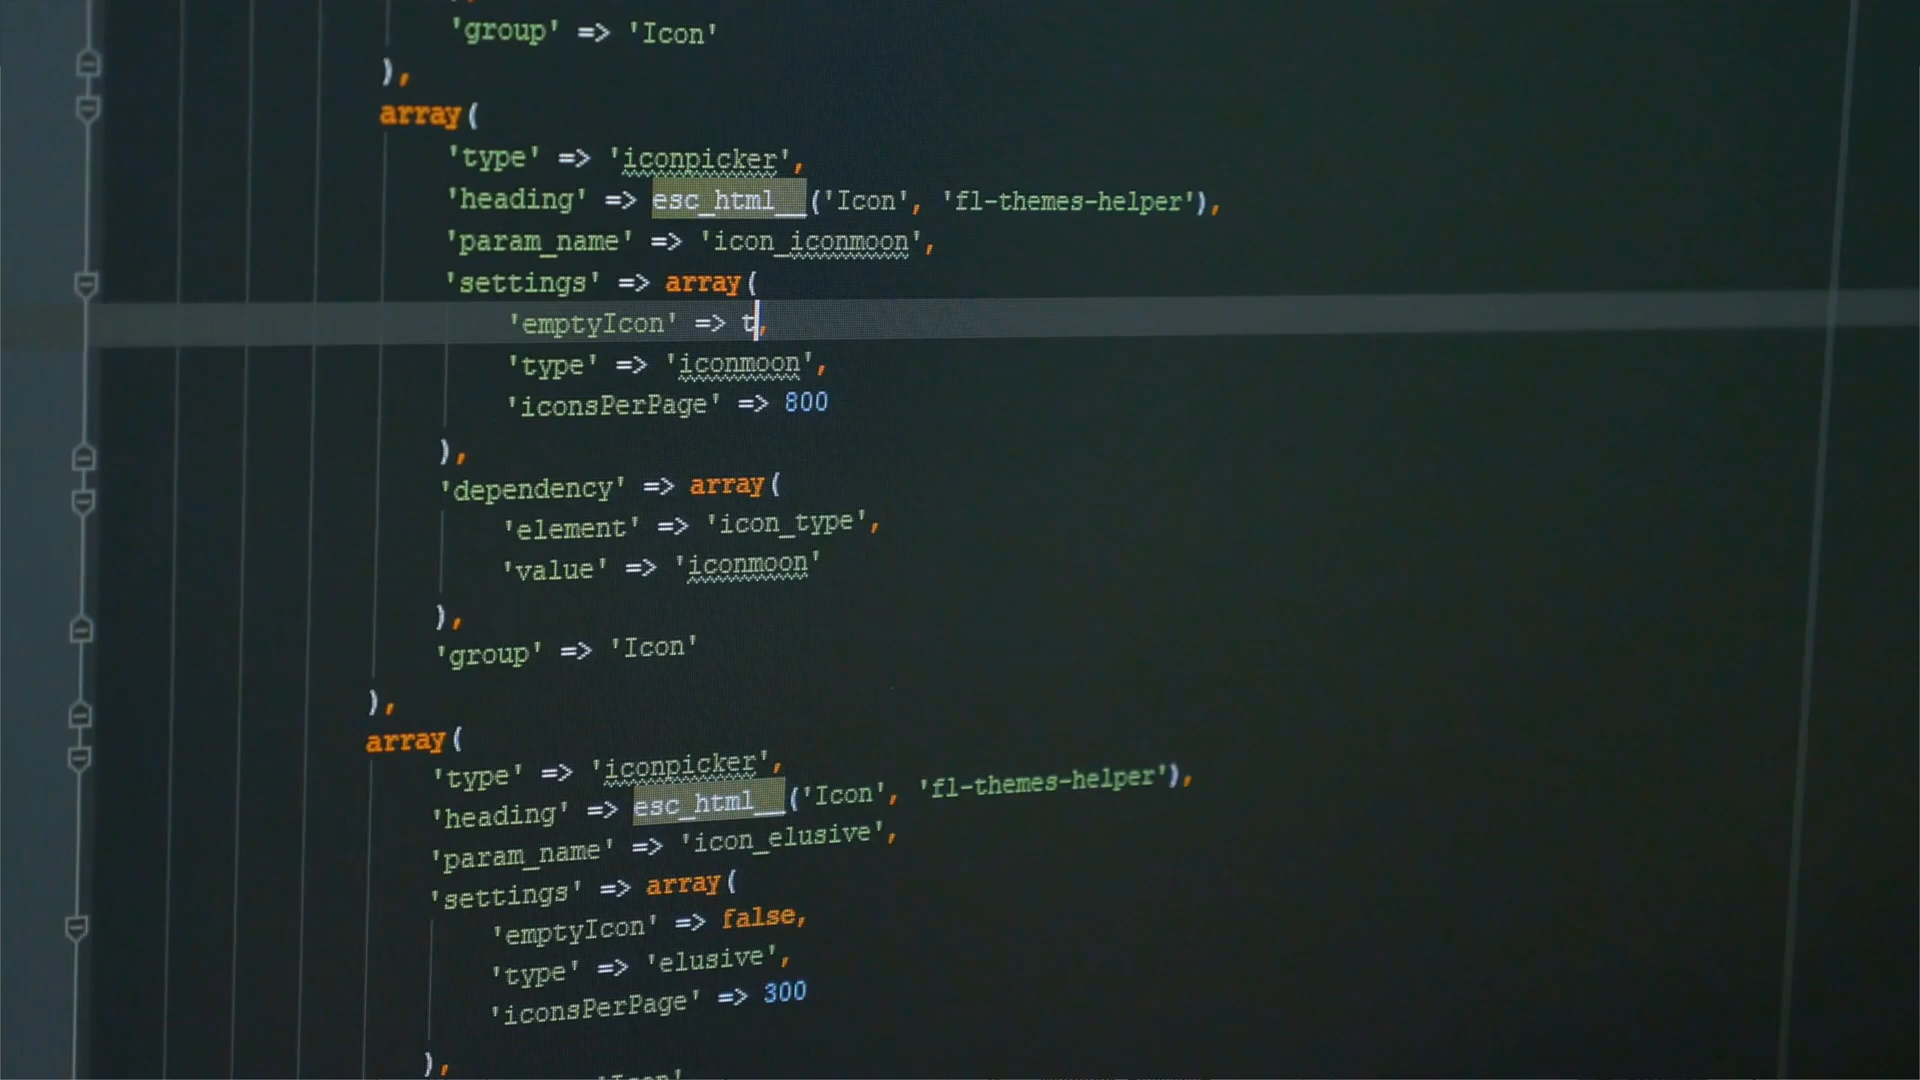 'group' => 'Icon'
),
array(
'type' => 'iconpicker',
'heading' => esc_html__('Icon', 'fl-themes-helper'),
'param_name' => 'icon_iconmoon',
'settings' => array(
'emptyIcon' => t,
'type' => 'iconmoon',
'iconsPerPage' => 800
),
'dependency' => array(
'element' => 'icon_type',
'value' => 'iconmoon'
),
'group' => 'Icon'
),
array(
'type' => 'iconpicker',
'heading' => esc_html__('Icon', 'fl-themes-helper'),
'param_name' => 'icon_elusive',
'settings' => array(
'emptyIcon' => false,
'type' => 'elusive',
'iconsPerPage' => 300
),